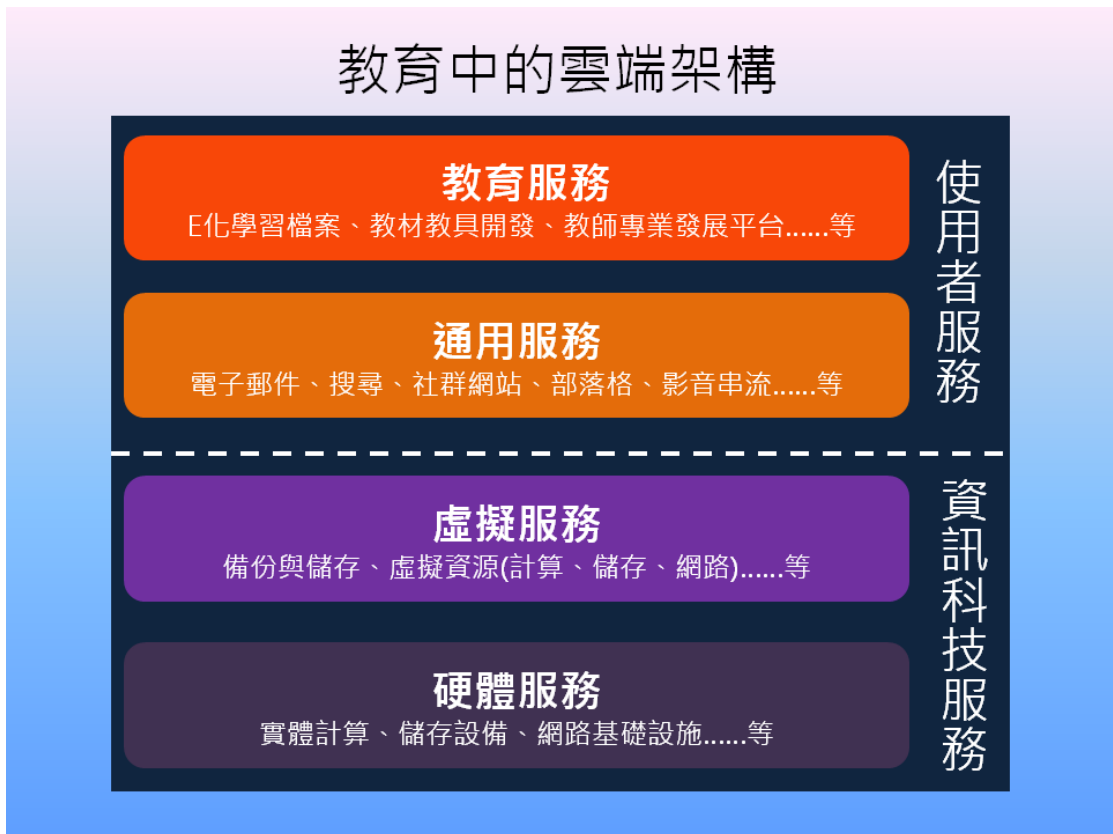 教育中的雲端架構
教育服務
E化學習檔案、教材教具開發、教師專業發展平台......等
通用服務
電子郵件、搜尋、社群網站、部落格、影音串流......等
使用者服務
虛擬服務
備份與儲存、虛擬資源(計算、儲存、網路)......等
硬體服務
實體計算、儲存設備、網路基礎設施......等
資訊科技服務